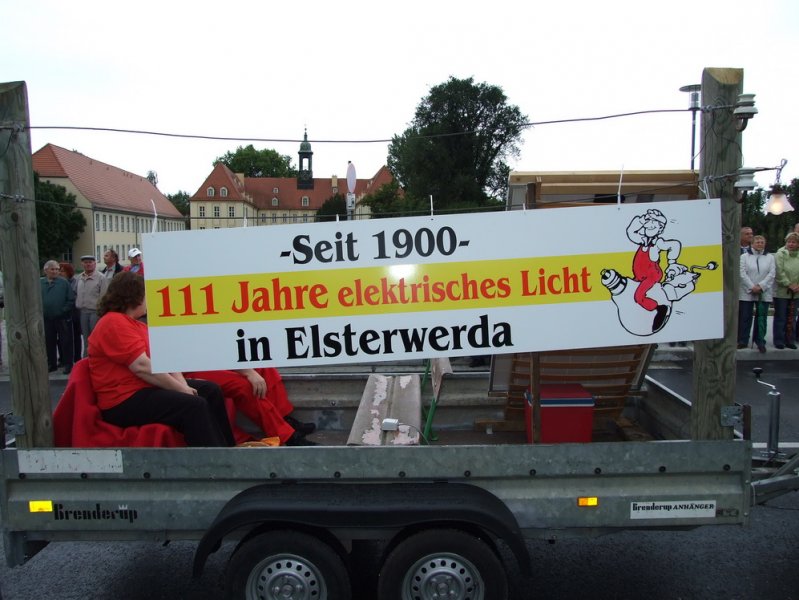 -Seit 1900-
111 Jahre elektrisches Licht
in Elsterwerda
Brenderup
Brenderup ANHÄNGER